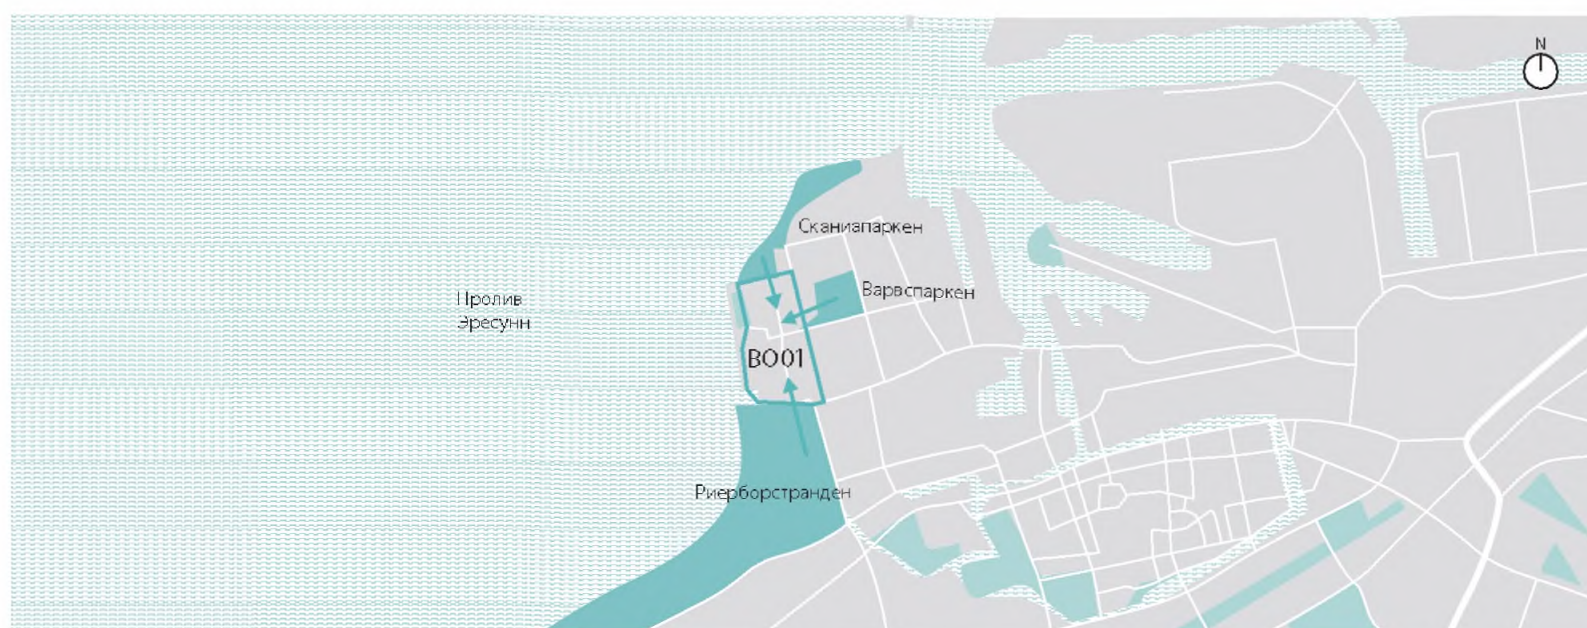 N
Сканиапаркен
Варвспаркен
Пролив
Эресунн
BO01
Риерборстранден